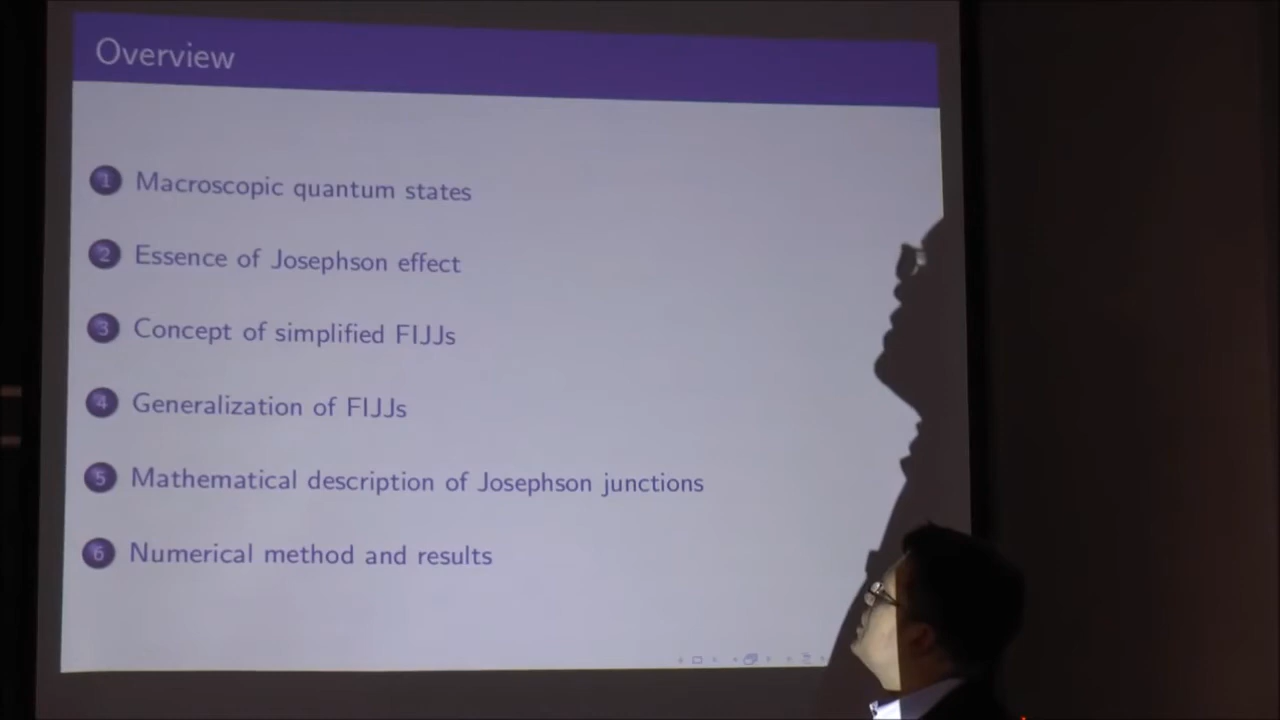 Overview
1 Macroscopic quantum states
2 Essence of Josephson effect
3 Concept of simplified FIJJs
4 Generalization of FIJJs
5 Mathematical description of Josephson junctions
6 Numerical method and results